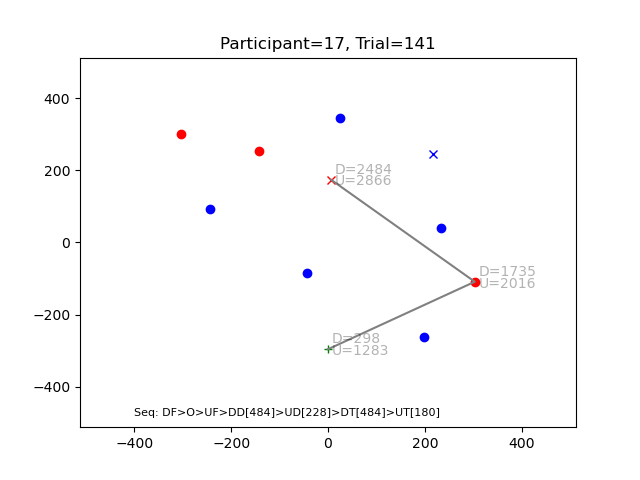 Participant=17, Trial=141
400
200
0
−200
−400
D=2484
U=2866
D=1735
U=2016
D=298
U=1283
Seq: DF>O>UF>DD[484]>UD[228]>DT[484]>UT[180]
−400 −200 0 200 400